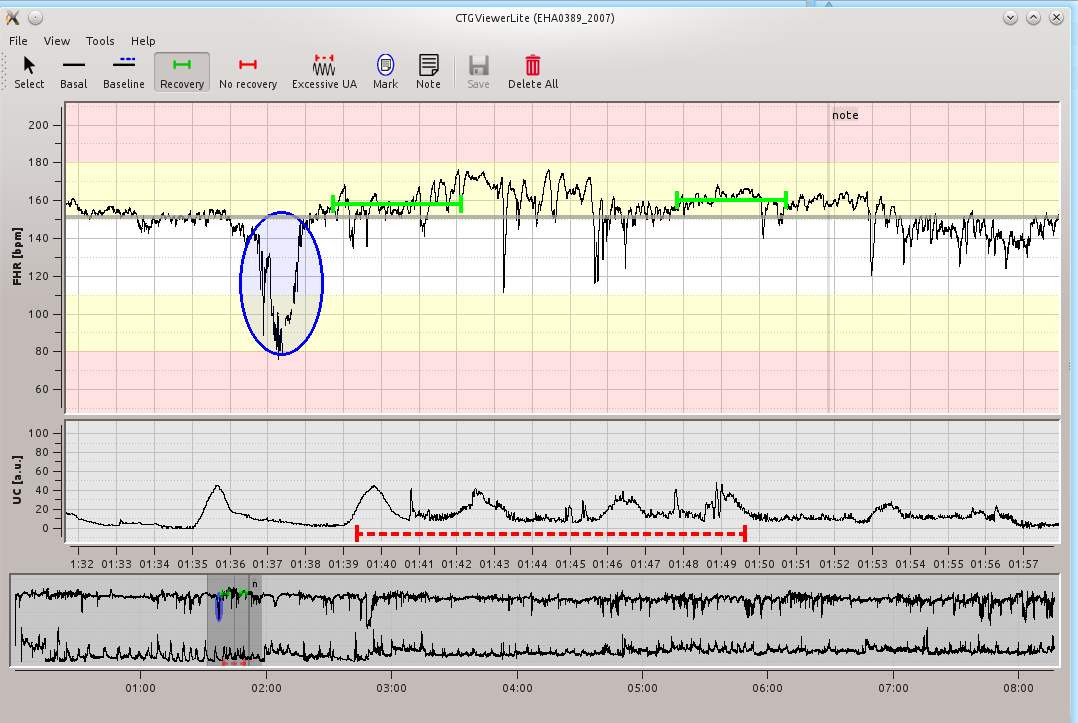 CTGViewerLite (EHA0389_2007)
File View Tools Help
Select Basal Baseline Recovery No recovery Excessive UA Mark Note Save Delete All
note
FHR [bpm]
200
180
160
140
120
100
80
60
UC [a.u.]
100
80
60
40
20
0
1:32 01:33 01:34 01:35 01:36 01:37 01:38 01:39 01:40 01:41 01:42 01:43 01:44 01:45 01:46 01:47 01:48 01:49 01:50 01:51 01:52 01:53 01:54 01:55 01:56 01:57
n
01:00 02:00 03:00 04:00 05:00 06:00 07:00 08:00